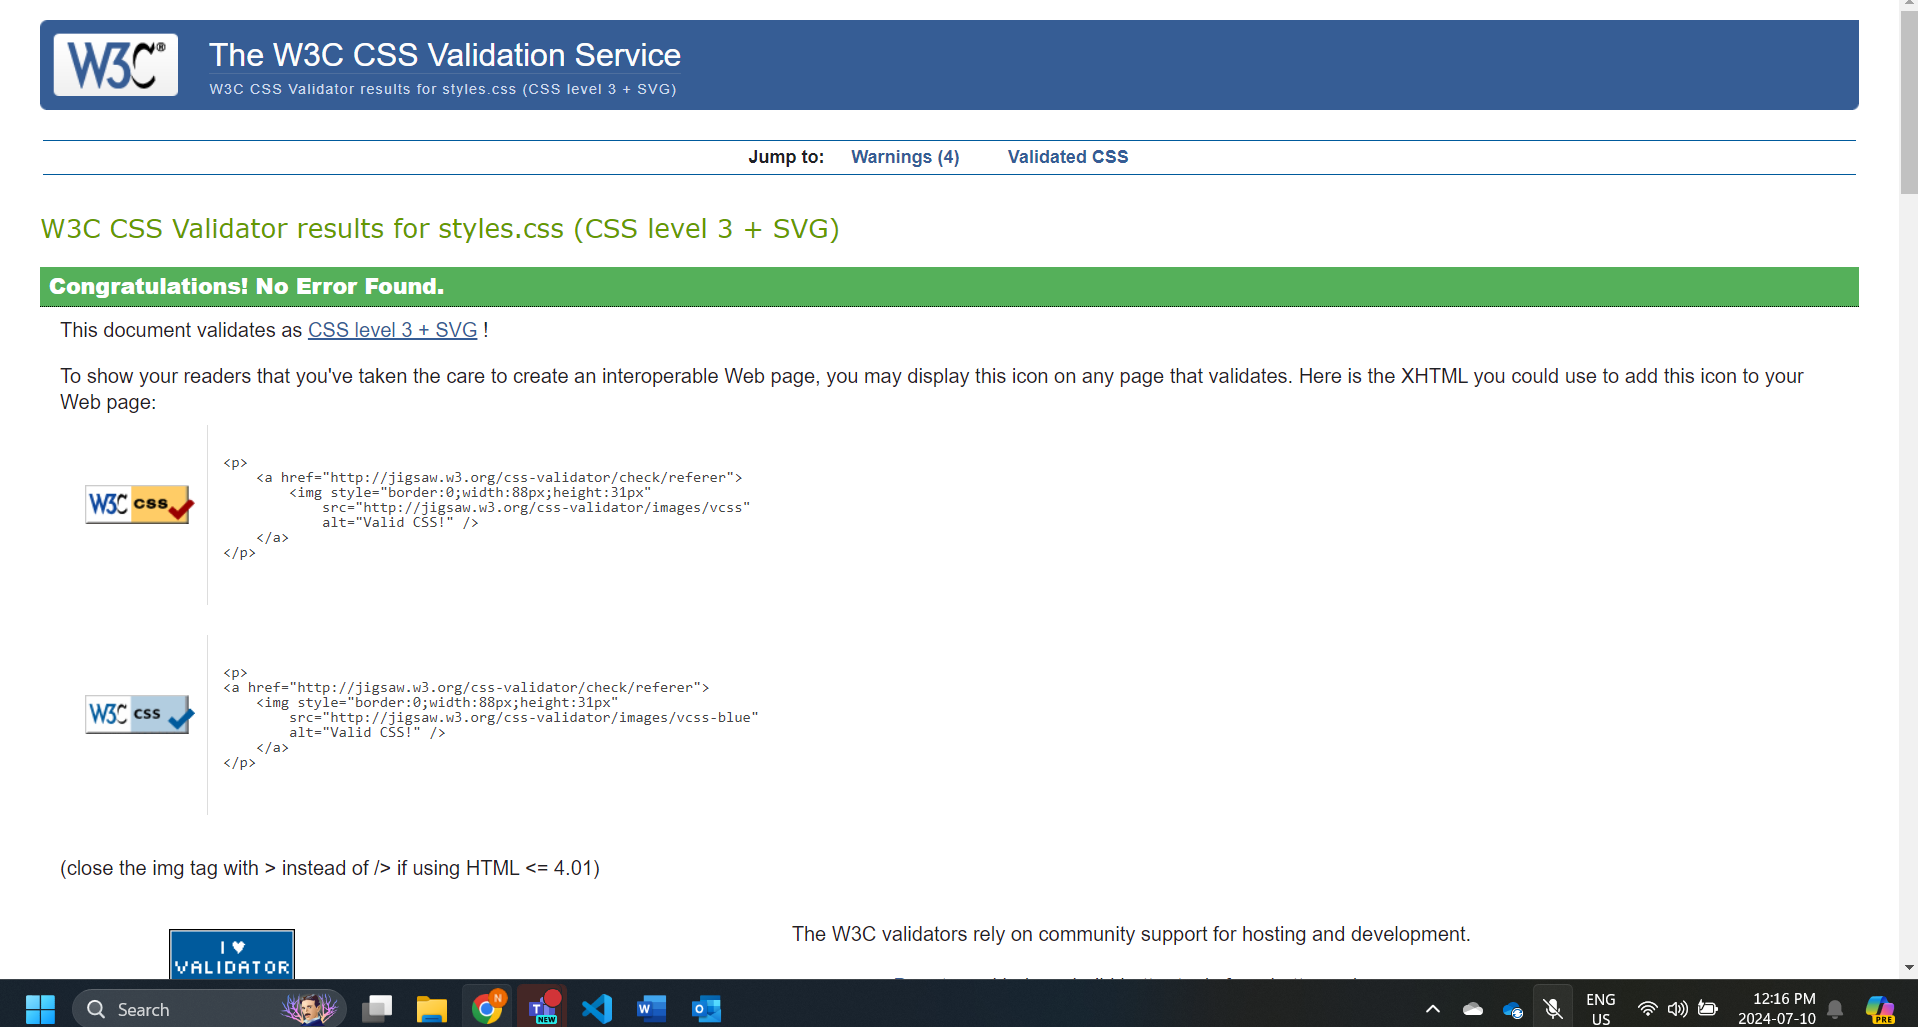 W3C®
The W3C CSS Validation Service
W3C CSS Validator results for styles.css (CSS level 3 + SVG)
Jump to: Warnings (4) Validated CSS
W3C CSS Validator results for styles.css (CSS level 3 + SVG)
Congratulations! No Error Found.
This document validates as CSS level 3 + SVG !
To show your readers that you've taken the care to create an interoperable Web page, you may display this icon on any page that validates. Here is the XHTML you could use to add this icon to your
Web page:
W3C css
<p>
    <a href="http://jigsaw.w3.org/css-validator/check/referer">
        <img style="border:0;width:88px;height:31px"
            src="http://jigsaw.w3.org/css-validator/images/vcss"
            alt="Valid CSS!" />
    </a>
</p>
W3C css
<p>
<a href="http://jigsaw.w3.org/css-validator/check/referer">
    <img style="border:0;width:88px;height:31px"
        src="http://jigsaw.w3.org/css-validator/images/vcss-blue"
        alt="Valid CSS!" />
    </a>
</p>
(close the img tag with > instead of /> if using HTML <= 4.01)
I ♥
VALIDATOR
The W3C validators rely on community support for hosting and development.
Search
N
T
NEW
W
O
ENG
US
12:16 PM
2024-07-10
PRE